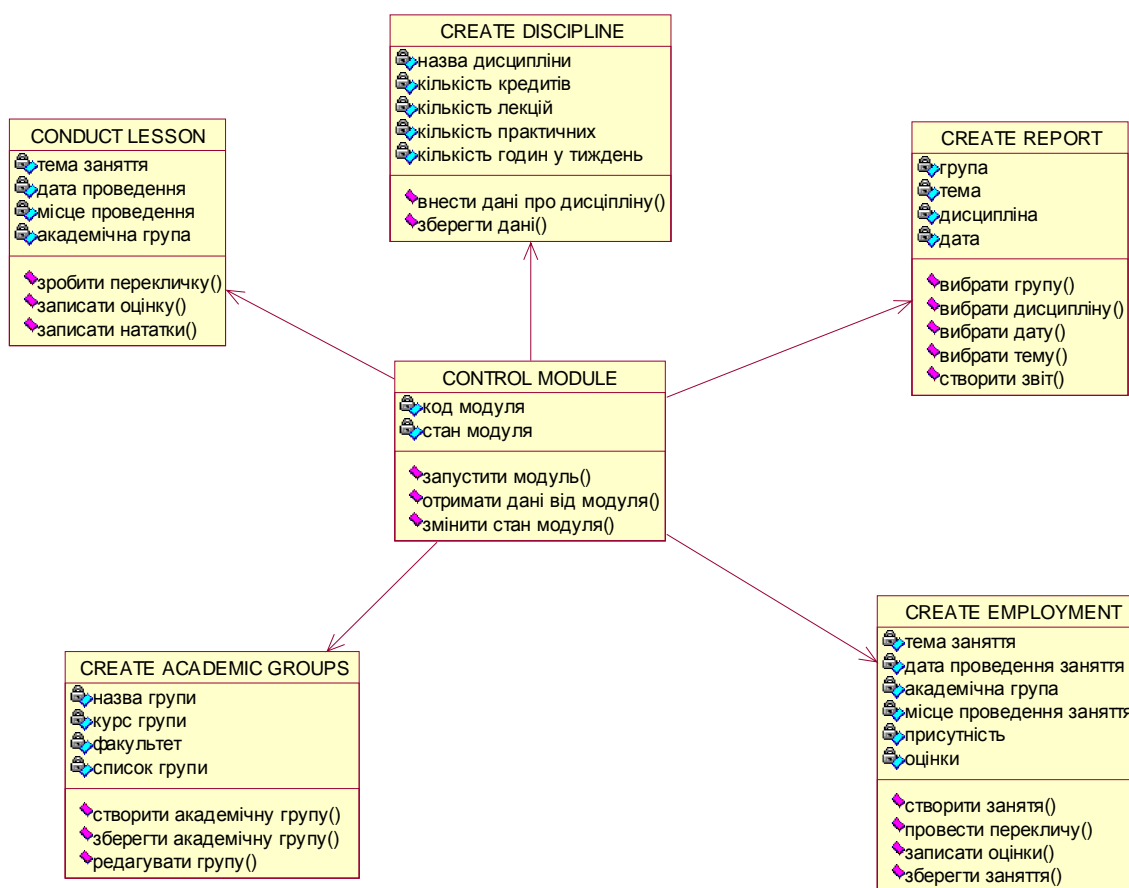 CREATE DISCIPLINE
назва дисципліни
кількість кредитів
кількість лекцій
кількість практичних
кількість годин у тиждень
внести дані про дисціпліну()
зберегти дані()
CONDUCT LESSON
тема заняття
дата проведення
місце проведення
академічна група
зробити перекличку()
записати оцінку()
записати нататки()
CREATE REPORT
група
тема
дисципліна
дата
вибрати групу()
вибрати дисципліну()
вибрати дату()
вибрати тему()
створити звіт()
CONTROL MODULE
код модуля
стан модуля
запустити модуль()
отримати дані від модуля()
змінити стан модуля()
CREATE ACADEMIC GROUPS
назва групи
курс групи
факультет
список групи
створити академічну групу()
зберегти академічну групу()
редагувати групу()
CREATE EMPLOYMENT
тема заняття
дата проведення заняття
академічна група
місце проведення заняття
присутність
оцінки
створити занятя()
провести перекличу()
записати оцінки()
зберегти заняття()